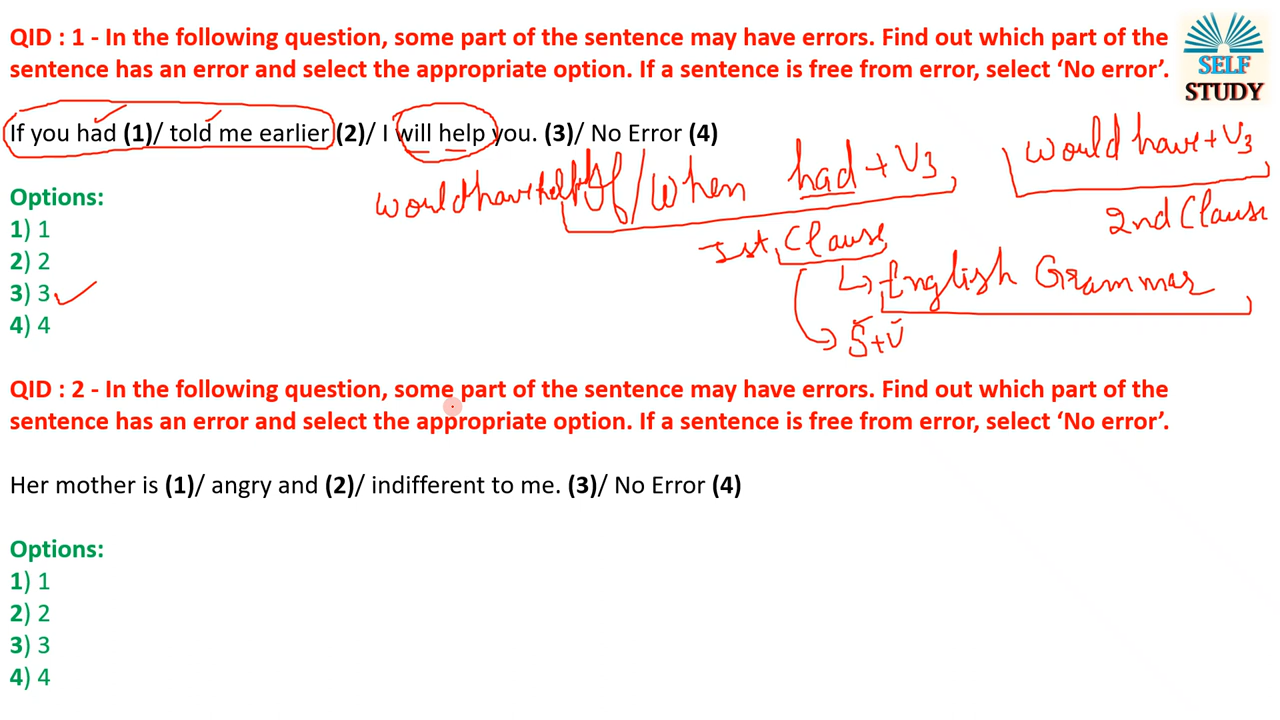 QID : 1 - In the following question, some part of the sentence may have errors. Find out which part of the
sentence has an error and select the appropriate option. If a sentence is free from error, select ‘No error’.
SELF
STUDY
If you had (1)/ told me earlier (2)/ I will help you. (3)/ No Error (4)
would have + V3
If/When had + V3
would have
2nd Clause
Ist Clause
Options:
1) 1
2) 2
↳ English Grammar
3) 3
4) 4
S+V
QID : 2 - In the following question, some part of the sentence may have errors. Find out which part of the
sentence has an error and select the appropriate option. If a sentence is free from error, select ‘No error’.
Her mother is (1)/ angry and (2)/ indifferent to me. (3)/ No Error (4)
Options:
1) 1
2) 2
3) 3
4) 4